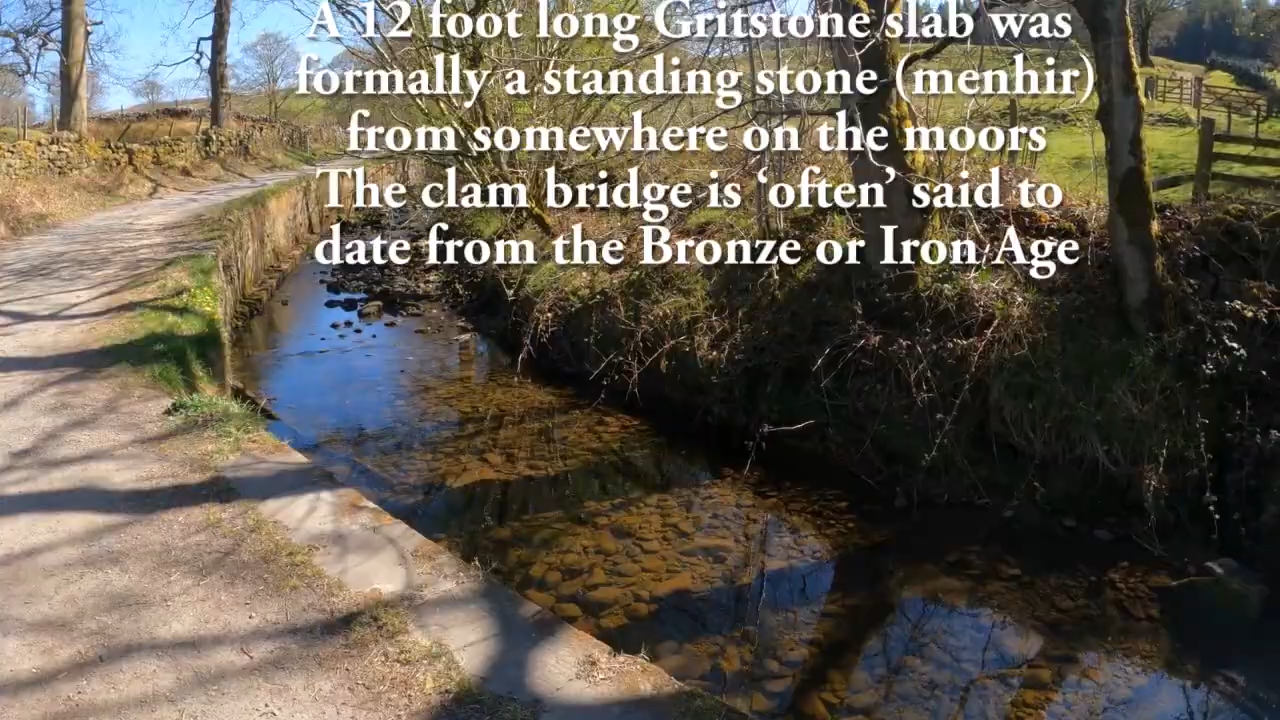 A 12 foot long Gritstone slab was
formally a standing stone (menhir)
from somewhere on the moors
The clam bridge is ‘often’ said to
date from the Bronze or Iron Age